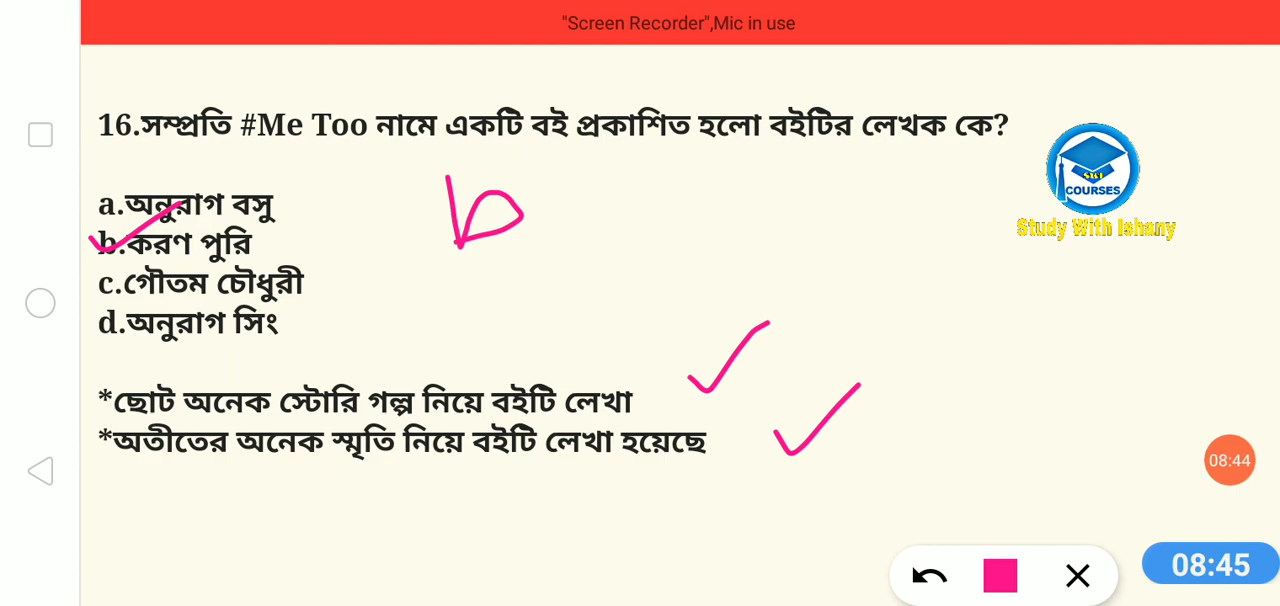 "Screen Recorder",Mic in use
16.সম্প্রতি #Me Too নামে একটি বই প্রকাশিত হলো বইটির লেখক কে?
a.অনুরাগ বসু
b.করণ পুরি
c.গৌতম চৌধুরী
d.অনুরাগ সিং
b
SWI
COURSES
Study With Ishany
*ছোট অনেক স্টোরি গল্প নিয়ে বইটি লেখা
*অতীতের অনেক স্মৃতি নিয়ে বইটি লেখা হয়েছে
08:44
08:45